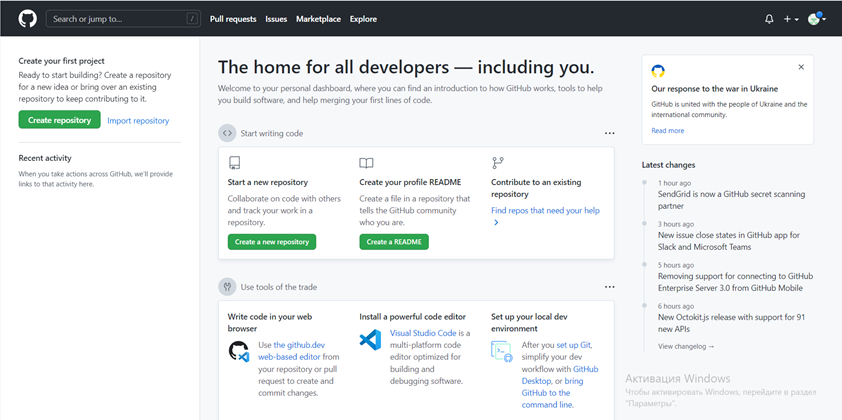 Search or jump to... /
Pull requests Issues Marketplace Explore
Create your first project
Ready to start building? Create a repository
for a new idea or bring over an existing
repository to keep contributing to it.
Create repository Import repository
Recent activity
When you take actions across GitHub, we'll provide
links to that activity here.
The home for all developers — including you.
Welcome to your personal dashboard, where you can find an introduction to how GitHub works, tools to help
you build software, and help merging your first lines of code.
Start writing code
Start a new repository
Collaborate on code with others
and track your work in a
repository.
Create a new repository
Create your profile README
Create a file in a repository that
tells the GitHub community
who you are.
Create a README
Contribute to an existing
repository
Find repos that need your help
Use tools of the trade
Write code in your web
browser
Use the github.dev
web-based editor from
your repository or pull
request to create and
commit changes.
Install a powerful code editor
Visual Studio Code is a
multi-platform code
editor optimized for
building and
debugging software.
Set up your local dev
environment
After you set up Git,
simplify your dev
workflow with GitHub
Desktop, or bring
GitHub to the
command line.
Our response to the war in Ukraine
GitHub is united with the people of Ukraine and the
international community.
Read more
Latest changes
1 hour ago
SendGrid is now a GitHub secret scanning
partner
3 hours ago
New issue close states in GitHub app for
Slack and Microsoft Teams
5 hours ago
Removing support for connecting to GitHub
Enterprise Server 3.0 from GitHub Mobile
6 hours ago
New Octokit.js release with support for 91
new APIs
View changelog →
Активация Windows
Чтобы активировать Windows, перейдите в раздел
"Параметры".